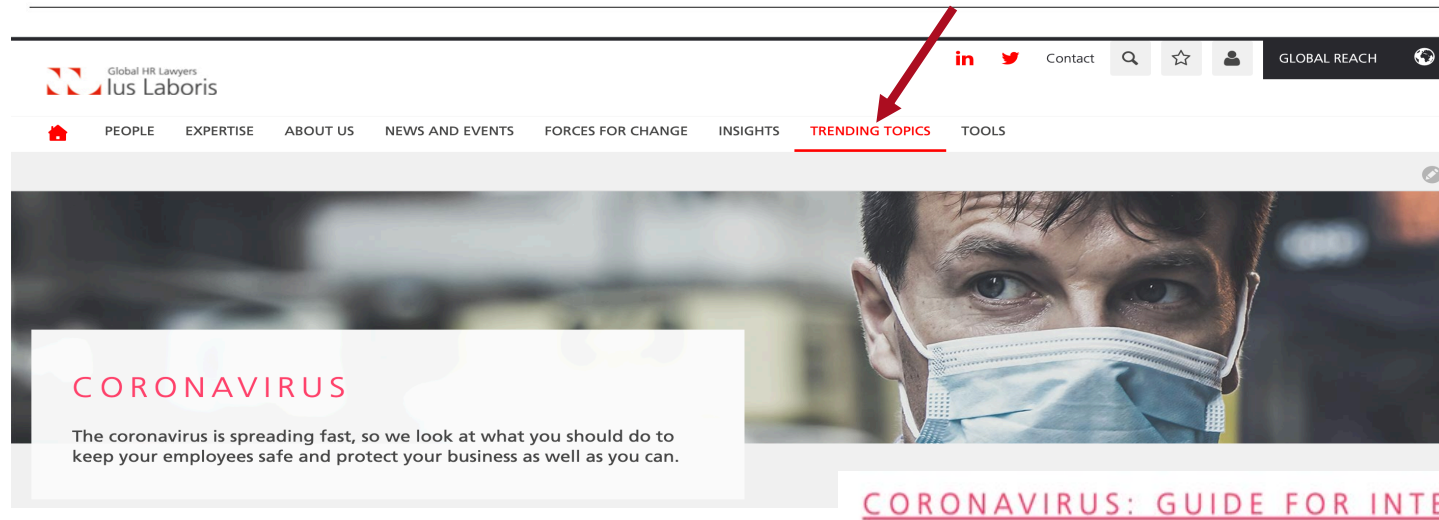 in Contact GLOBAL REACH
Global HR Lawyers
Ius Laboris
PEOPLE EXPERTISE ABOUT US NEWS AND EVENTS FORCES FOR CHANGE INSIGHTS TRENDING TOPICS TOOLS
CORONAVIRUS
The coronavirus is spreading fast, so we look at what you should do to
keep your employees safe and protect your business as well as you can.
CORONAVIRUS: GUIDE FOR INTE